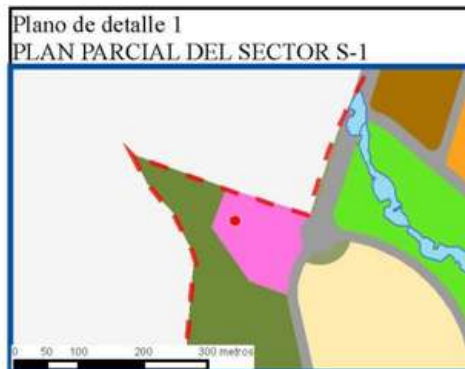 Plano de detalle 1
PLAN PARCIAL DEL SECTOR S-1
0 50 100 200 300 metros